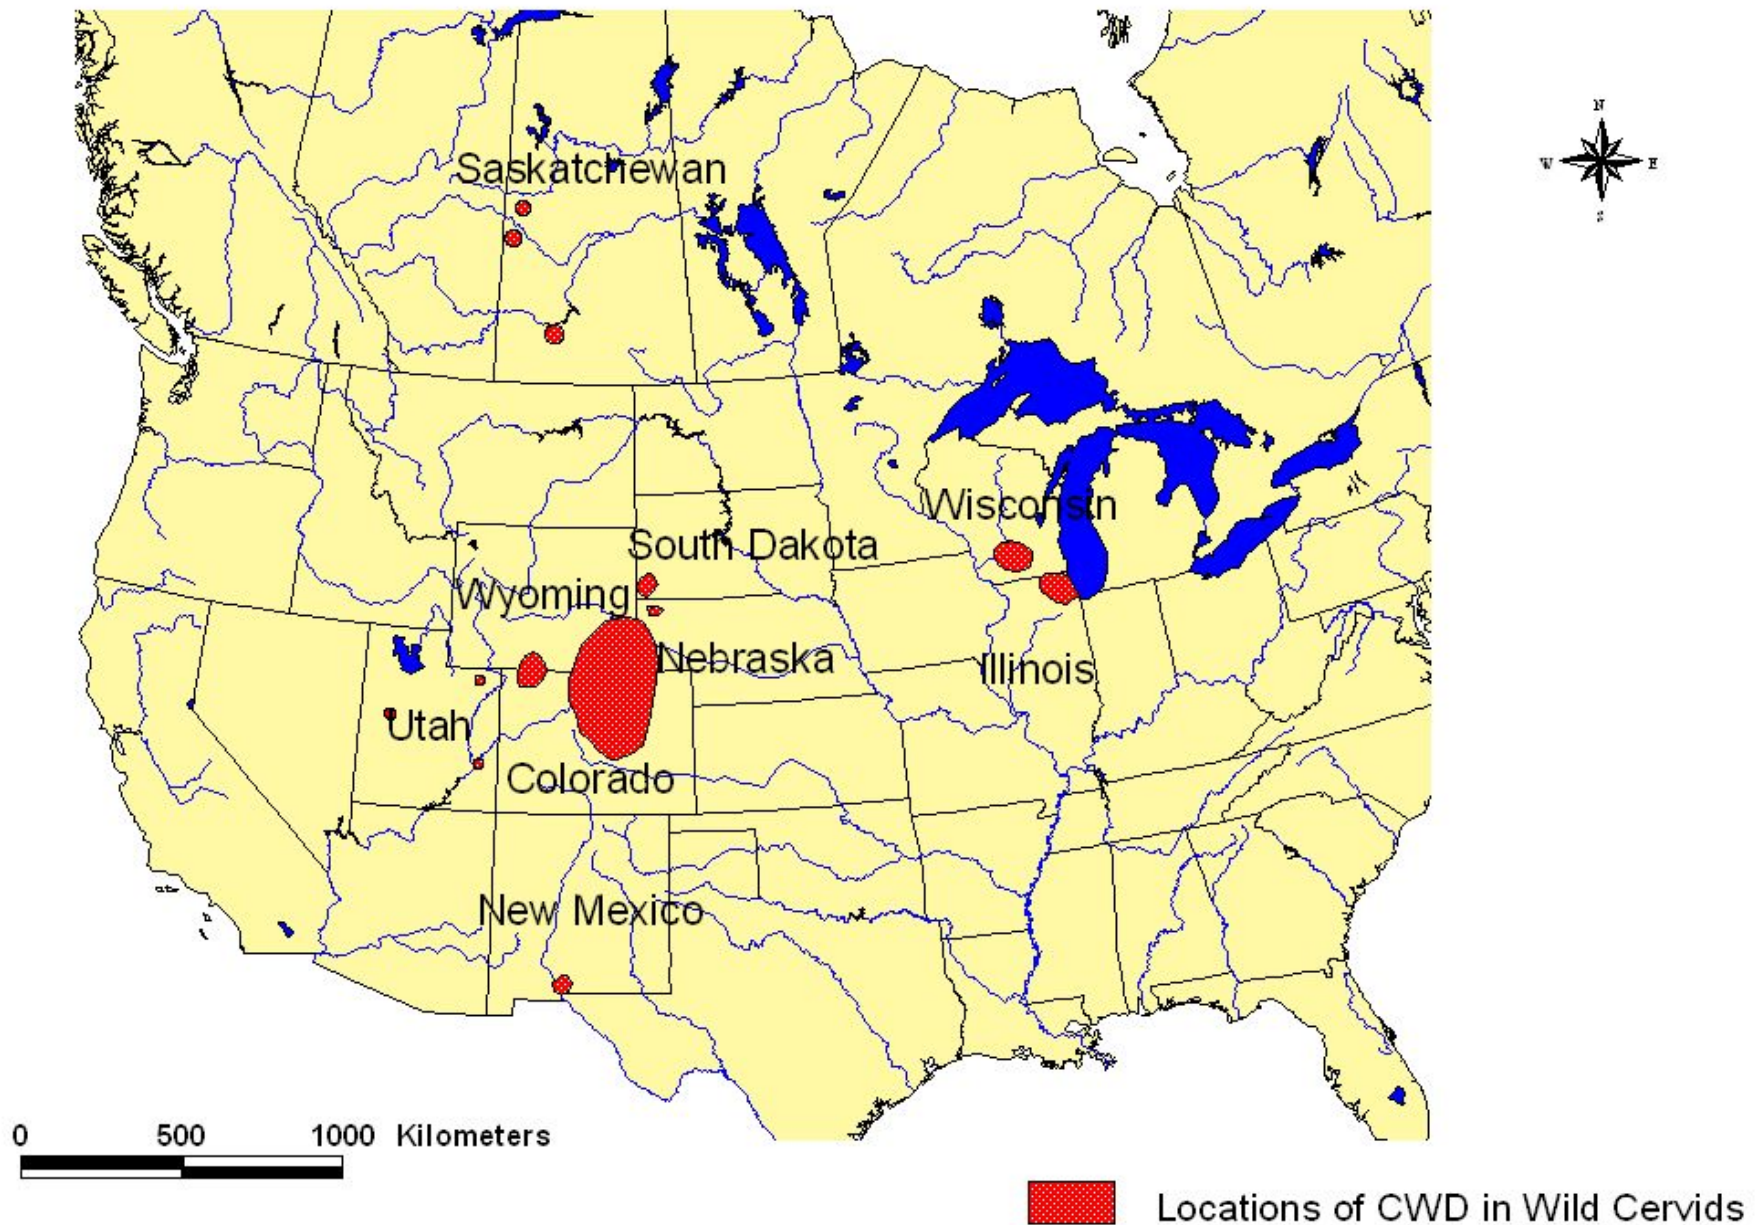 N
W E
S
Saskatchewan
Wisconsin
South Dakota
Wyoming
Nebraska
Illinois
Utah
Colorado
New Mexico
0 500 1000 Kilometers
Locations of CWD in Wild Cervids